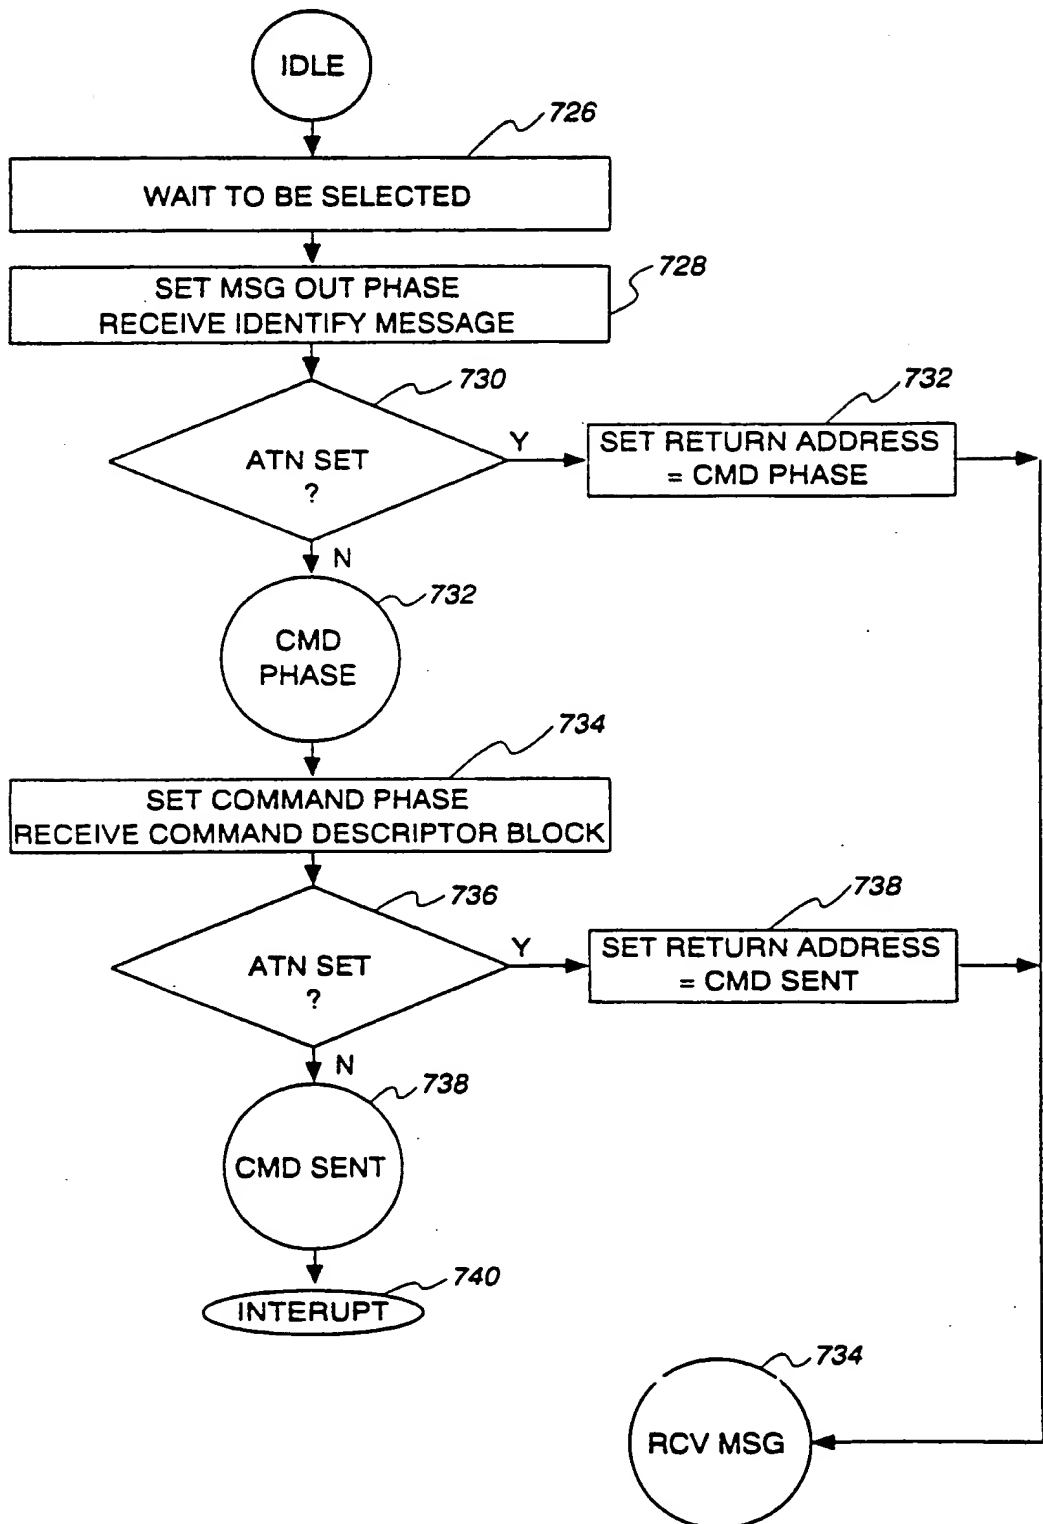 IDLE
726
WAIT TO BE SELECTED
728
SET MSG OUT PHASE
RECEIVE IDENTIFY MESSAGE
730
732
ATN SET
?
Y
SET RETURN ADDRESS
= CMD PHASE
N
732
CMD
PHASE
734
SET COMMAND PHASE
RECEIVE COMMAND DESCRIPTOR BLOCK
736
738
ATN SET
?
Y
SET RETURN ADDRESS
= CMD SENT
N
738
CMD SENT
740
INTERUPT
734
RCV MSG